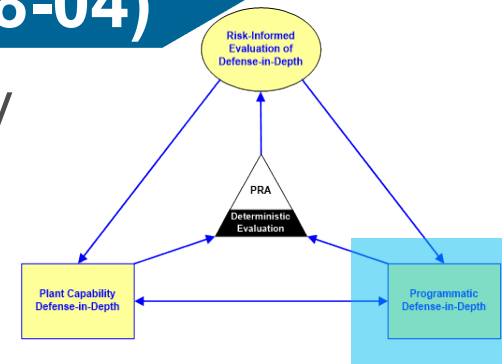 -04)
y
Risk-Informed
Evaluation of
Defense-in-Depth
PRA
Deterministic
Evaluation
Plant Capability
Defense-in-Depth
Programmatic
Defense-in-Depth